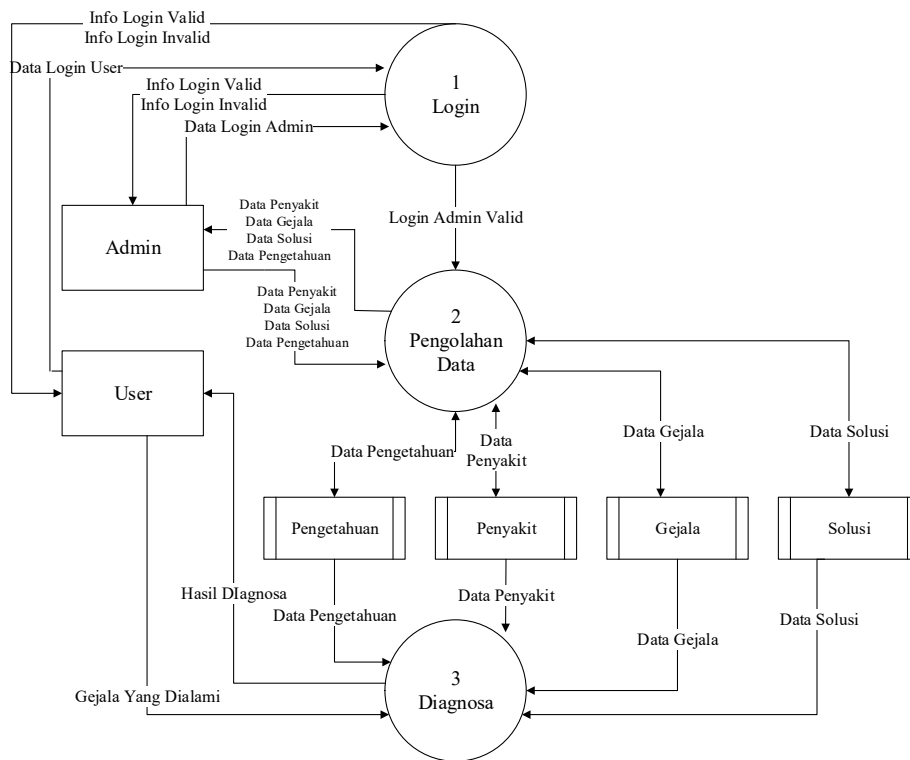 Info Login Valid
Info Login Invalid
Data Login User
Info Login Valid
Info Login Invalid
Data Login Admin
1
Login
Login Admin Valid
Admin
Data Penyakit
Data Gejala
Data Solusi
Data Pengetahuan
Data Penyakit
Data Gejala
Data Solusi
Data Pengetahuan
2
Pengolahan
Data
User
Data Pengetahuan
Data
Penyakit
Data Gejala
Data Solusi
Pengetahuan
Penyakit
Gejala
Solusi
Hasil DIagnosa
Data Pengetahuan
Data Penyakit
Data Gejala
Data Solusi
Gejala Yang Dialami
3
Diagnosa